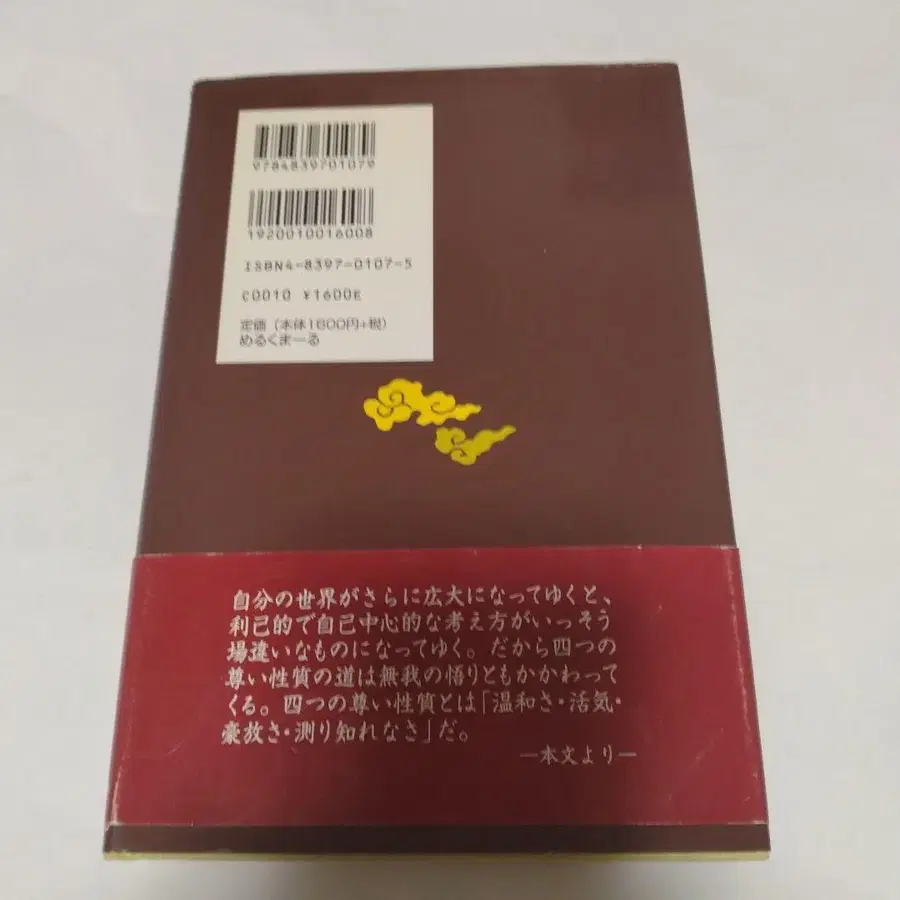 9784839701079
1920010016008
ISBN4-8397-0107-5
C0010 ¥1600E
定価(本体1600円+税)
めるくまーる
自分の世界がさらに広大になってゆくと、
利己的で自己中心的な考え方がいっそう
場違いなものになってゆく。だから四つの
尊い性質の道は無我の悟りともかかわって
くる。四つの尊い性質とは「温和さ・活気・
豪放さ・測り知れなさ」だ。
―本文より―